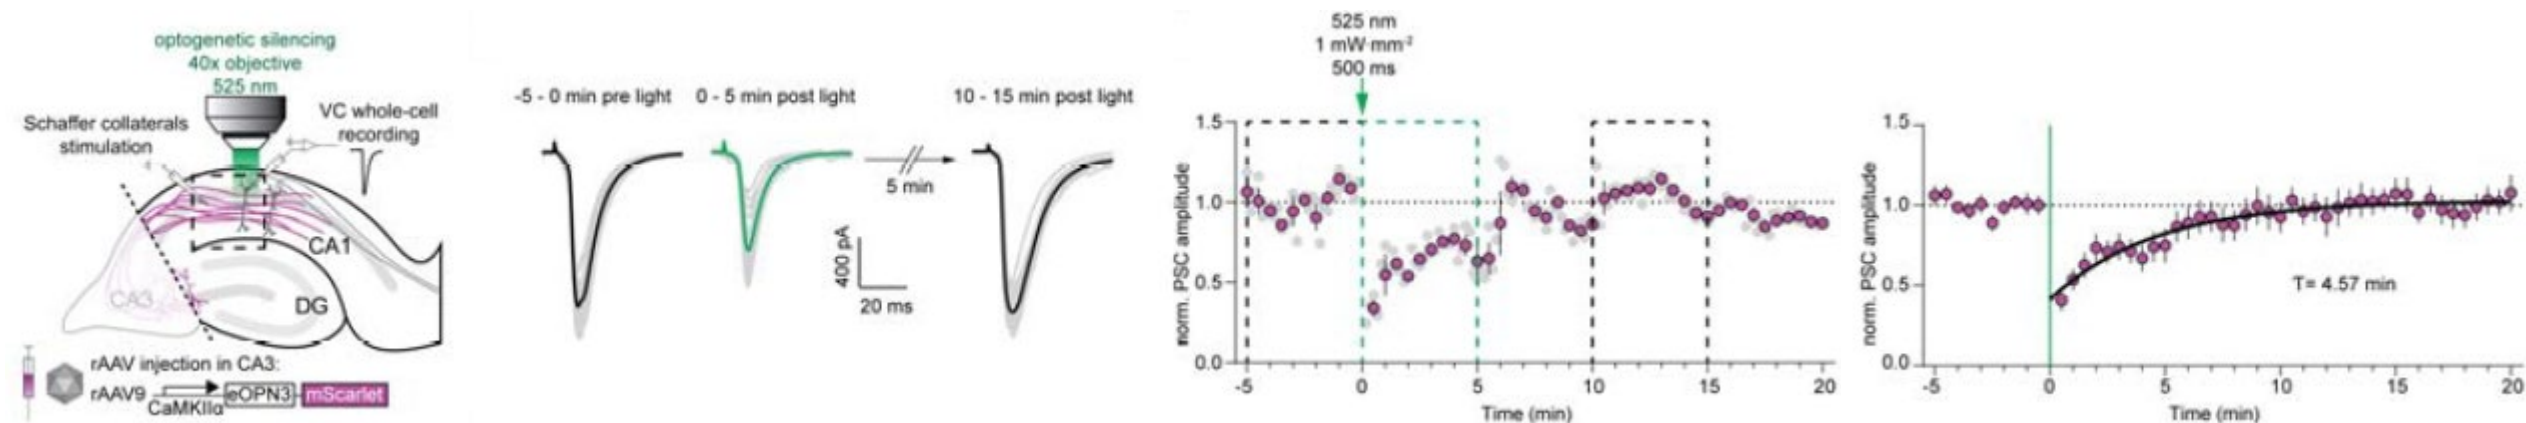 optogenetic silencing
40x objective
525 nm
Schaffer collaterals
stimulation
VC whole-cell
recording
CA1
CA3
DG
rAAV injection in CA3:
rAAV9
CaMKIIα
eOPN3
mScarlet
-5 - 0 min pre light
0 - 5 min post light
10 - 15 min post light
5 min
400 pA
20 ms
525 nm
1 mW·mm-2
500 ms
norm. PSC amplitude
1.5
1.0
0.5
0.0
-5
0
5
10
15
20
Time (min)
norm. PSC amplitude
1.5
1.0
0.5
0.0
T= 4.57 min
-5
0
5
10
15
20
Time (min)